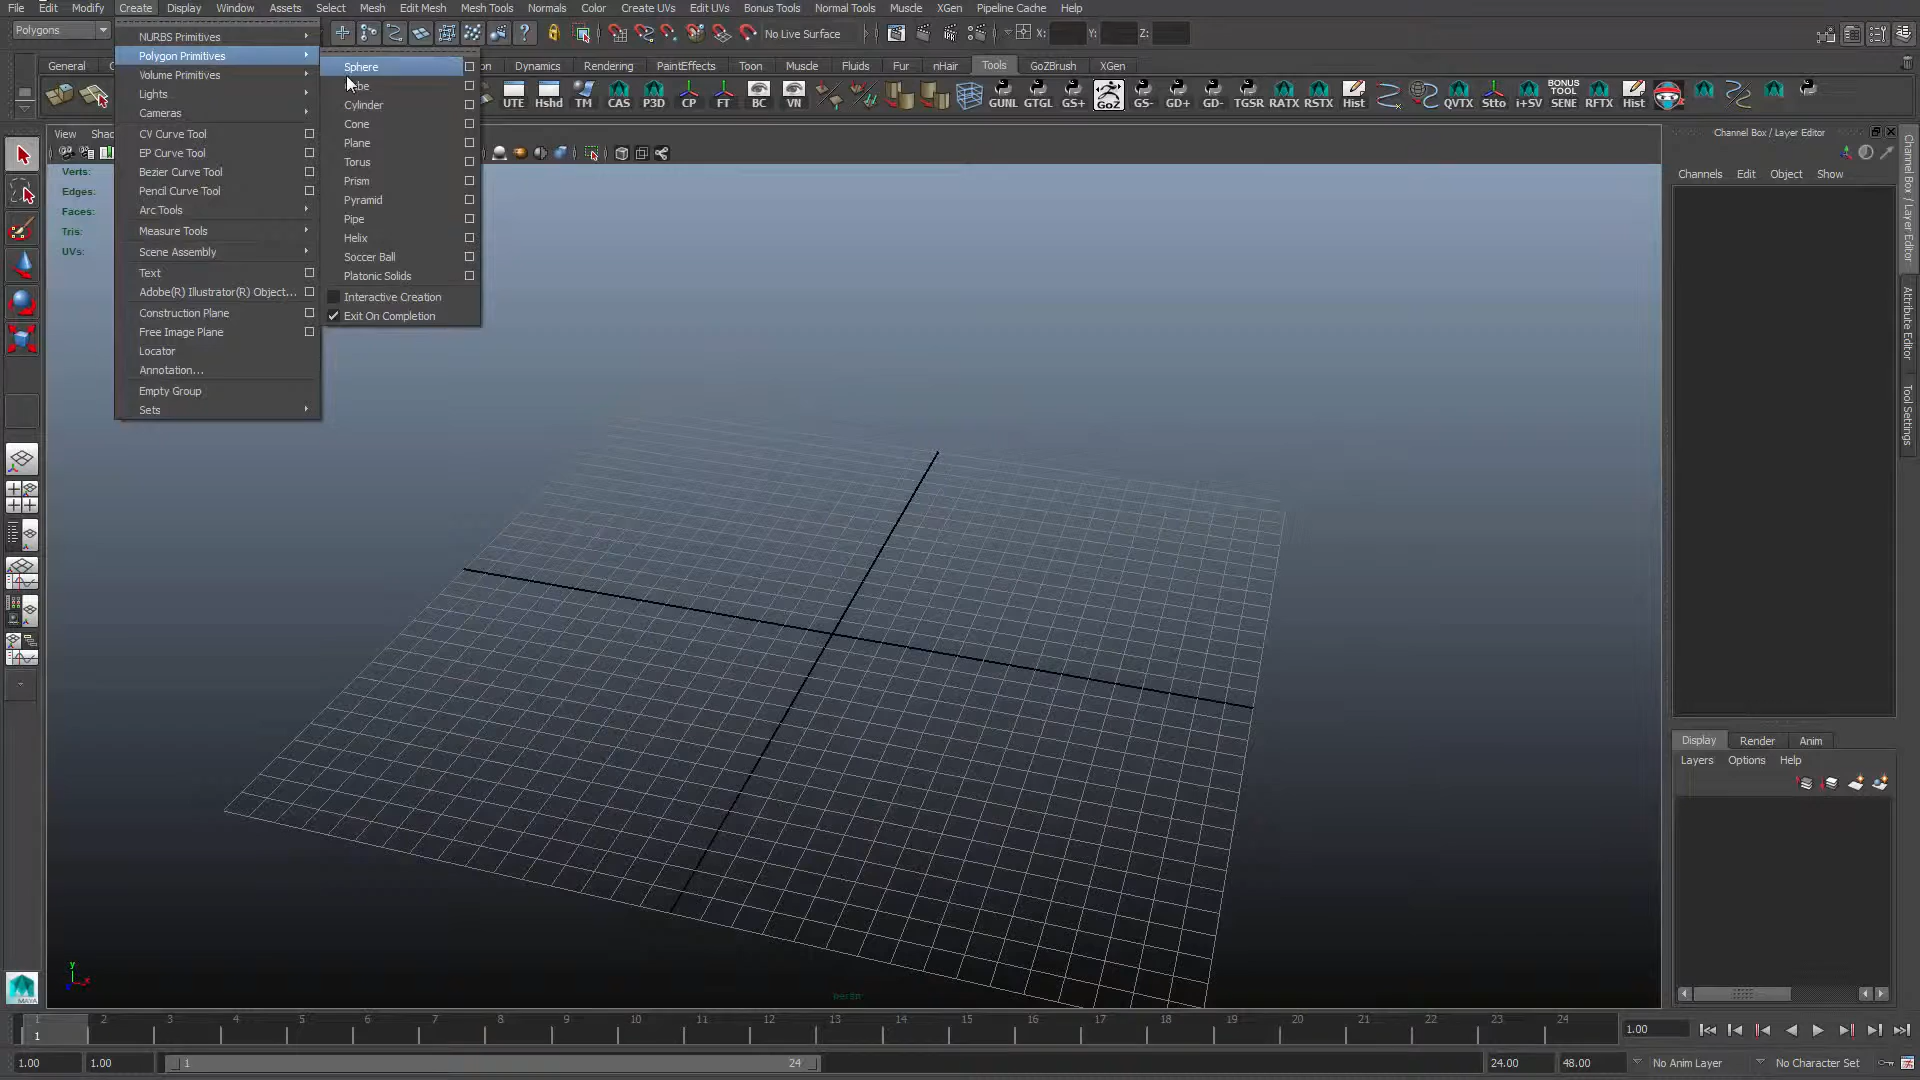 File Edit Modify Create Display Window Assets Select Mesh Edit Mesh Mesh Tools Normals Color Create UVs Edit UVs Bonus Tools Normal Tools Muscle XGen Pipeline Cache Help
Polygons
No Live Surface
X:
Y:
Z:
General
Dynamics
Rendering
PaintEffects
Toon
Muscle
Fluids
Fur
nHair
Tools
GoZBrush
XGen
UTE Hshd TM CAS P3D CP FT BC VN GUNL GTGL GS+ GoZ GS- GD+ GD- TGSR RATX RSTX Hist QVTX Stto i+SV BONUS TOOL SENE RFTX Hist
NURBS Primitives
Polygon Primitives
Volume Primitives
Lights
Cameras
CV Curve Tool
EP Curve Tool
Bezier Curve Tool
Pencil Curve Tool
Arc Tools
Measure Tools
Scene Assembly
Text
Adobe(R) Illustrator(R) Object...
Construction Plane
Free Image Plane
Locator
Annotation...
Empty Group
Sets
Sphere
Cylinder
Cone
Plane
Torus
Prism
Pyramid
Pipe
Helix
Soccer Ball
Platonic Solids
Interactive Creation
Exit On Completion
View
Verts:
Edges:
Faces:
Tris:
UVs:
Channel Box / Layer Editor
Channels Edit Object Show
Channel Box / Layer Editor
Attribute Editor
Tool Settings
Display Render Anim
Layers Options Help
y
x
persp
MAYA
1 2 3 4 5 6 7 8 9 10 11 12 13 14 15 16 17 18 19 20 21 22 23 24
1
1.00
1.00 1.00 1 24 24.00 48.00 No Anim Layer No Character Set